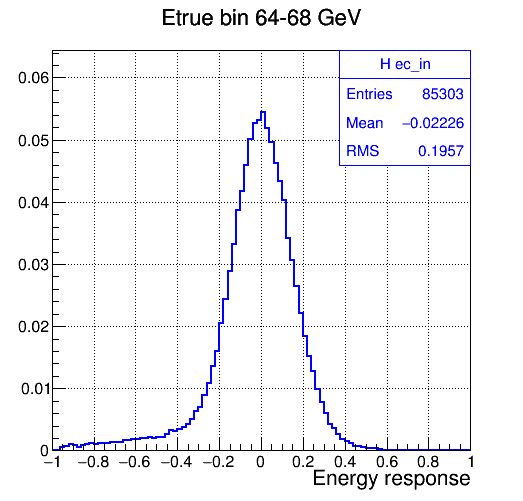 Etrue bin 64-68 GeV
H ec_in
Entries 85303
Mean −0.02226
RMS 0.1957
0.06
0.05
0.04
0.03
0.02
0.01
0
−1 −0.8 −0.6 −0.4 −0.2 0 0.2 0.4 0.6 0.8 1
Energy response